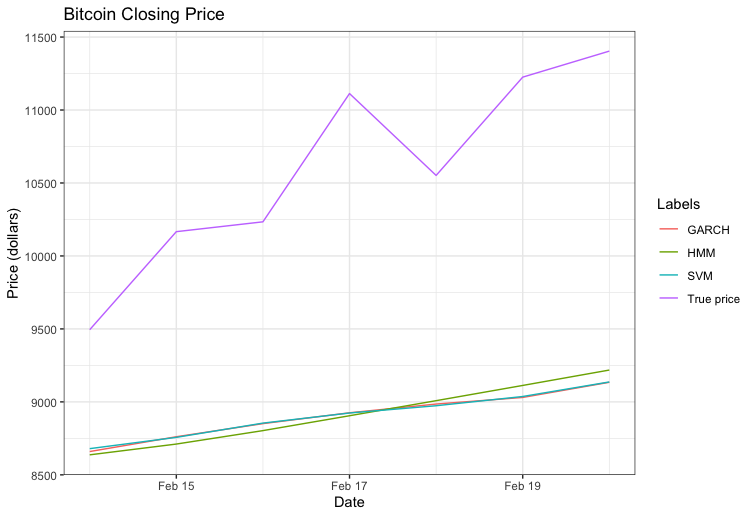 Bitcoin Closing Price
11500
11000
10500
10000
9500
9000
8500
Price (dollars)
Feb 15
Feb 17
Feb 19
Date
Labels
GARCH
HMM
SVM
True price